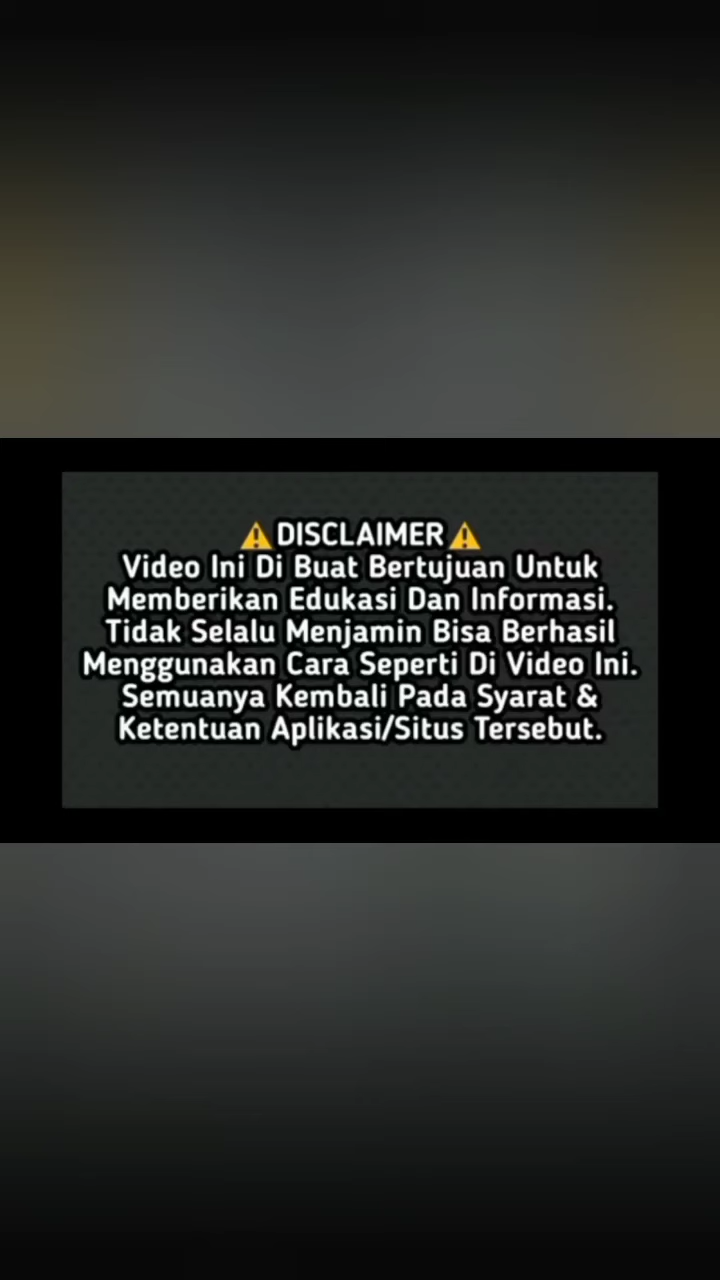 ⚠️DISCLAIMER⚠️
Video Ini Di Buat Bertujuan Untuk
Memberikan Edukasi Dan Informasi.
Tidak Selalu Menjamin Bisa Berhasil
Menggunakan Cara Seperti Di Video Ini.
Semuanya Kembali Pada Syarat &
Ketentuan Aplikasi/Situs Tersebut.